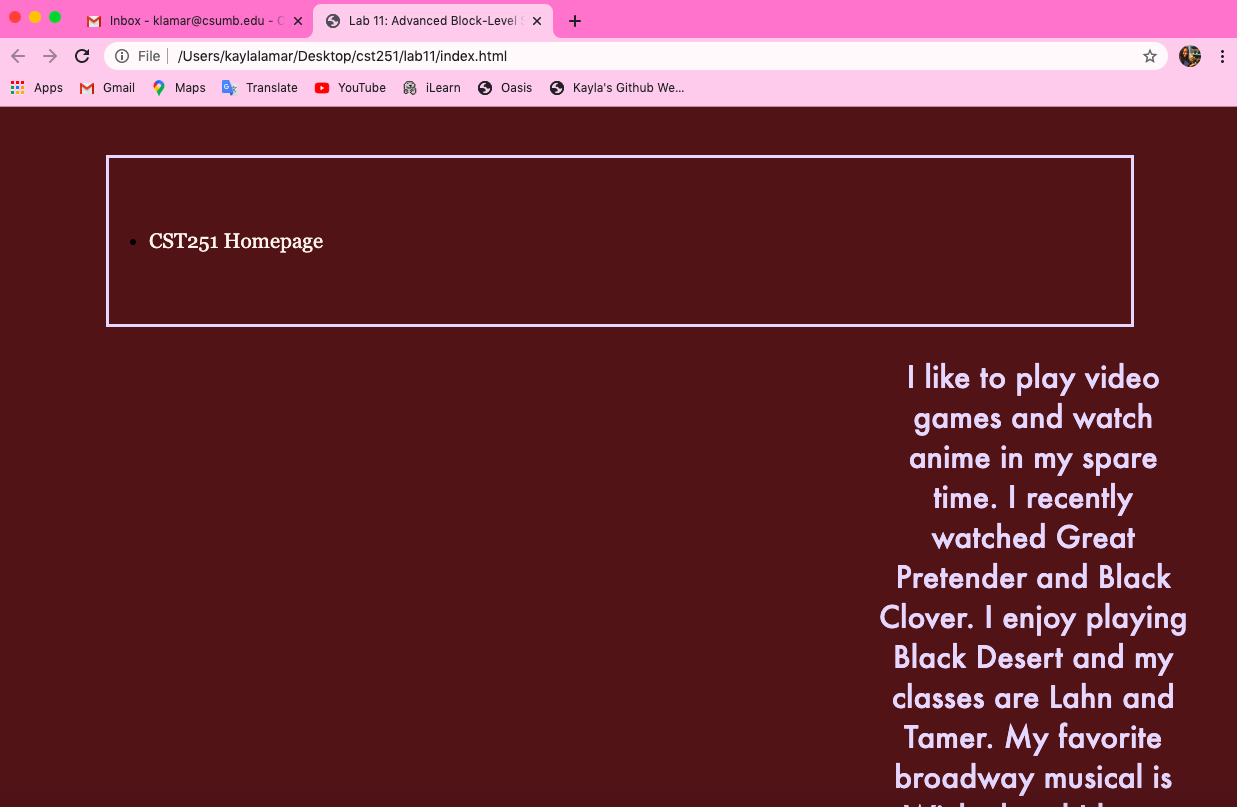 Inbox - klamar@csumb.edu - C
Lab 11: Advanced Block-Level
File
/Users/kaylalamar/Desktop/cst251/lab11/index.html
Apps
Gmail
Maps
Translate
YouTube
iLearn
Oasis
Kayla's Github We...
• CST251 Homepage
I like to play video
games and watch
anime in my spare
time. I recently
watched Great
Pretender and Black
Clover. I enjoy playing
Black Desert and my
classes are Lahn and
Tamer. My favorite
broadway musical is